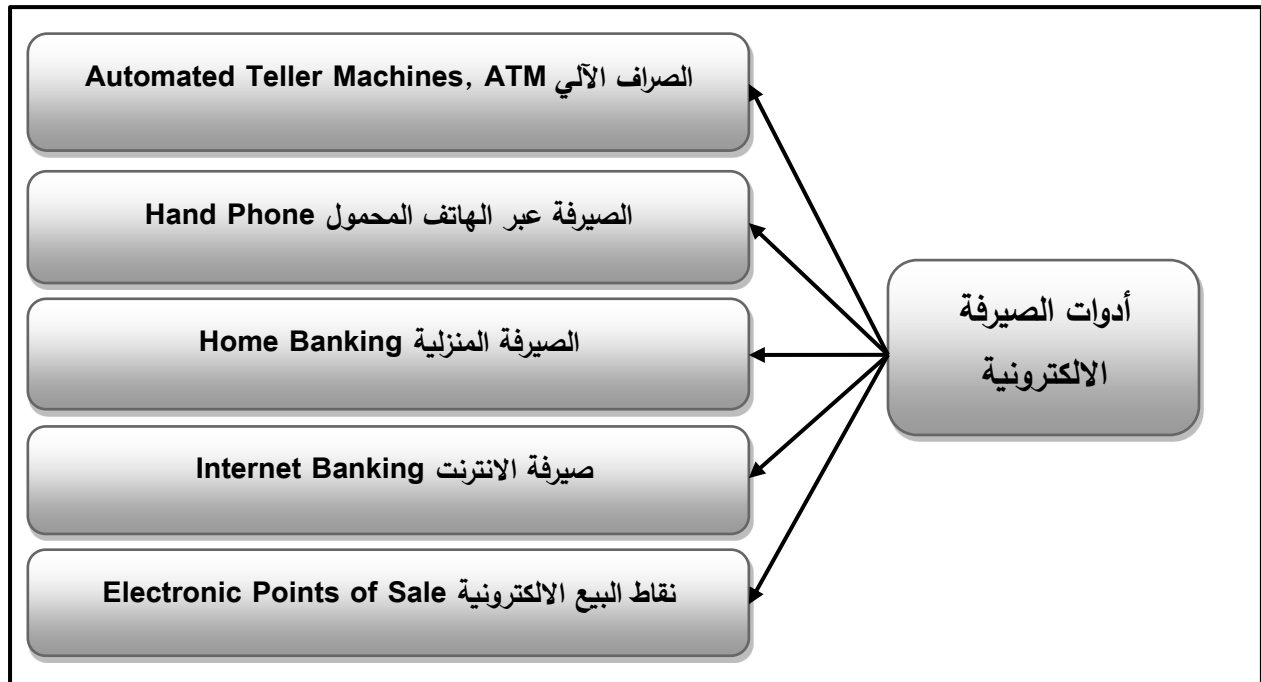 أدوات الصيرفة
الالكترونية
الصراف الآلي Automated Teller Machines, ATM
الصيرفة عبر الهاتف المحمول Hand Phone
الصيرفة المنزلية Home Banking
صيرفة الانترنت Internet Banking
نقاط البيع الالكترونية Electronic Points of Sale